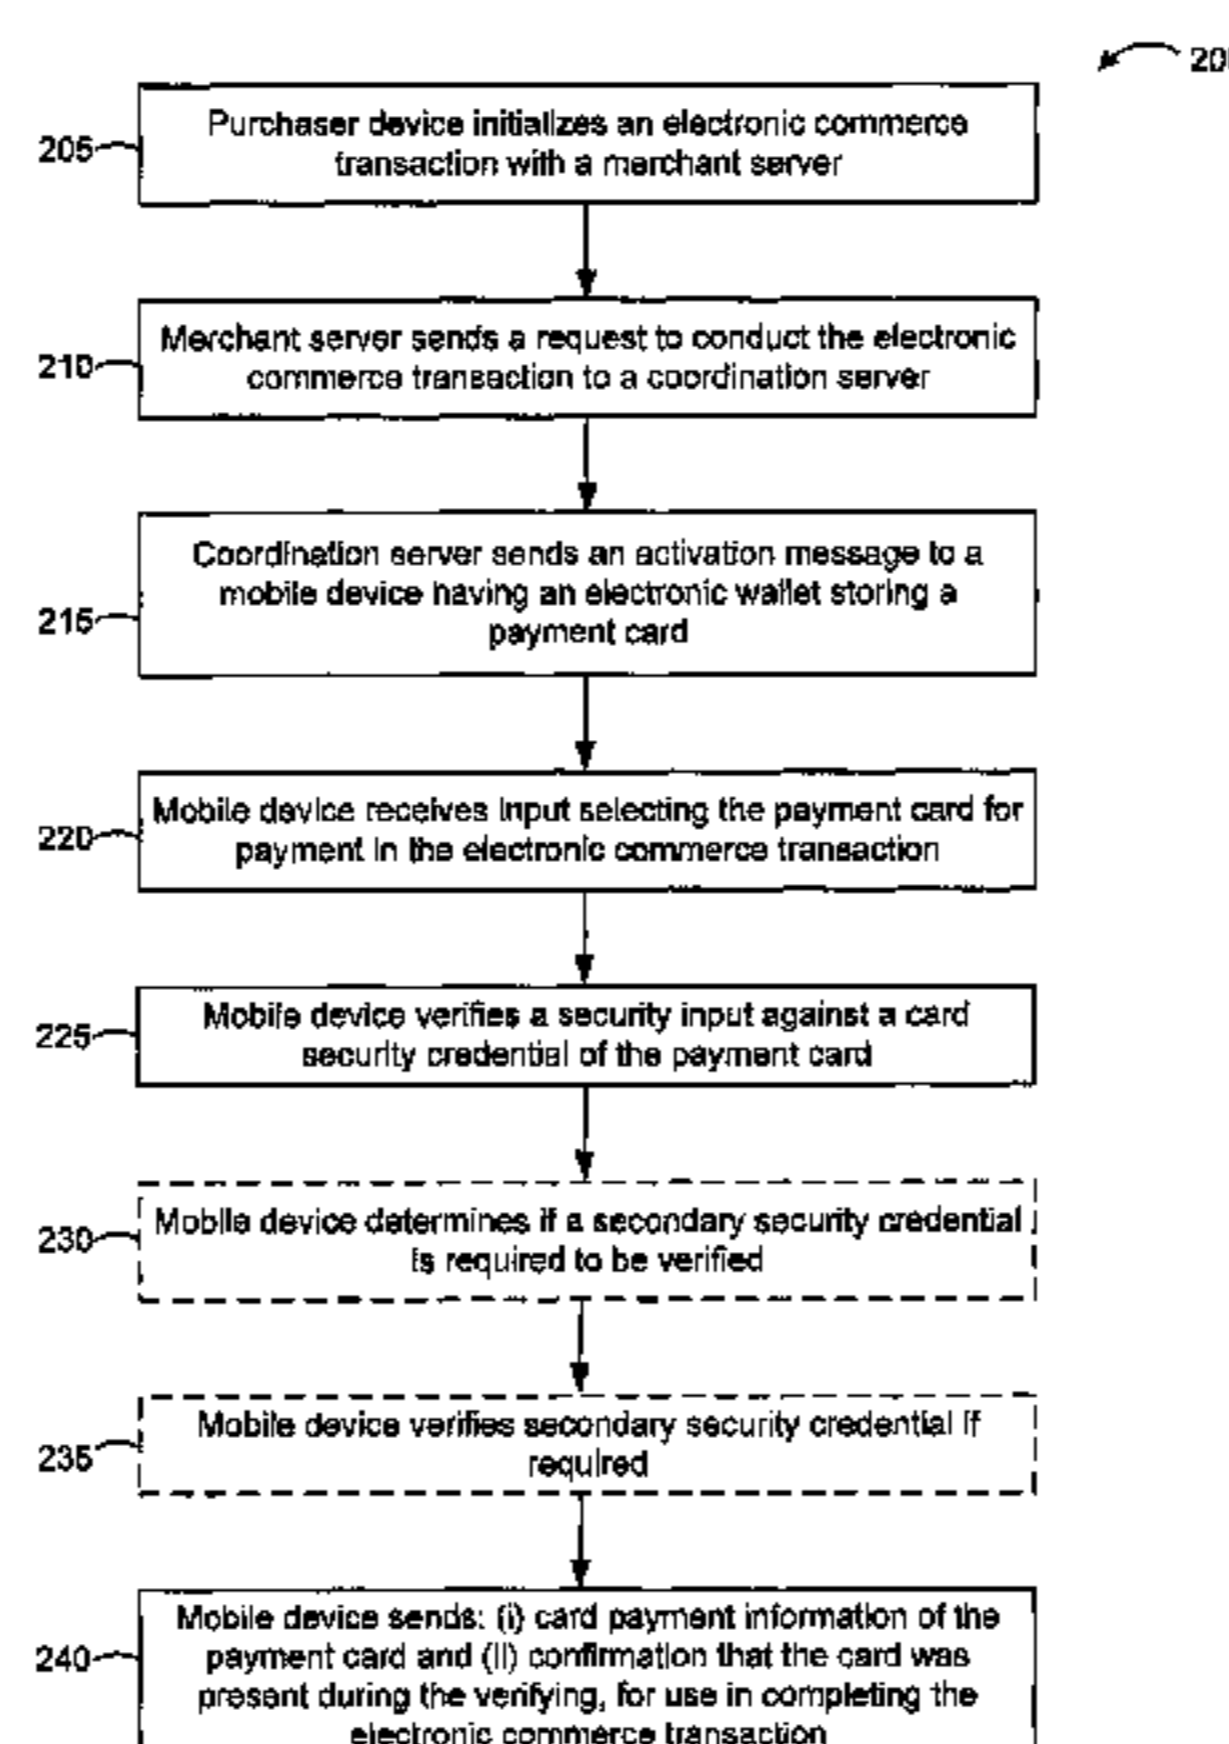 20
205
Purchaser device initializes an electronic commerce
transaction with a merchant server
210
Merchant server sends a request to conduct the electronic
commerce transaction to a coordination server
215
Coordination server sends an activation message to a
mobile device having an electronic wallet storing a
payment card
220
Mobile device receives input selecting the payment card for
payment in the electronic commerce transaction
225
Mobile device verifies a security input against a card
security credential of the payment card
230
Mobile device determines if a secondary security credential
is required to be verified
235
Mobile device verifies secondary security credential if
required
240
Mobile device sends: (i) card payment information of the
payment card and (ii) confirmation that the card was
present during the verifying, for use in completing the
electronic commerce transaction